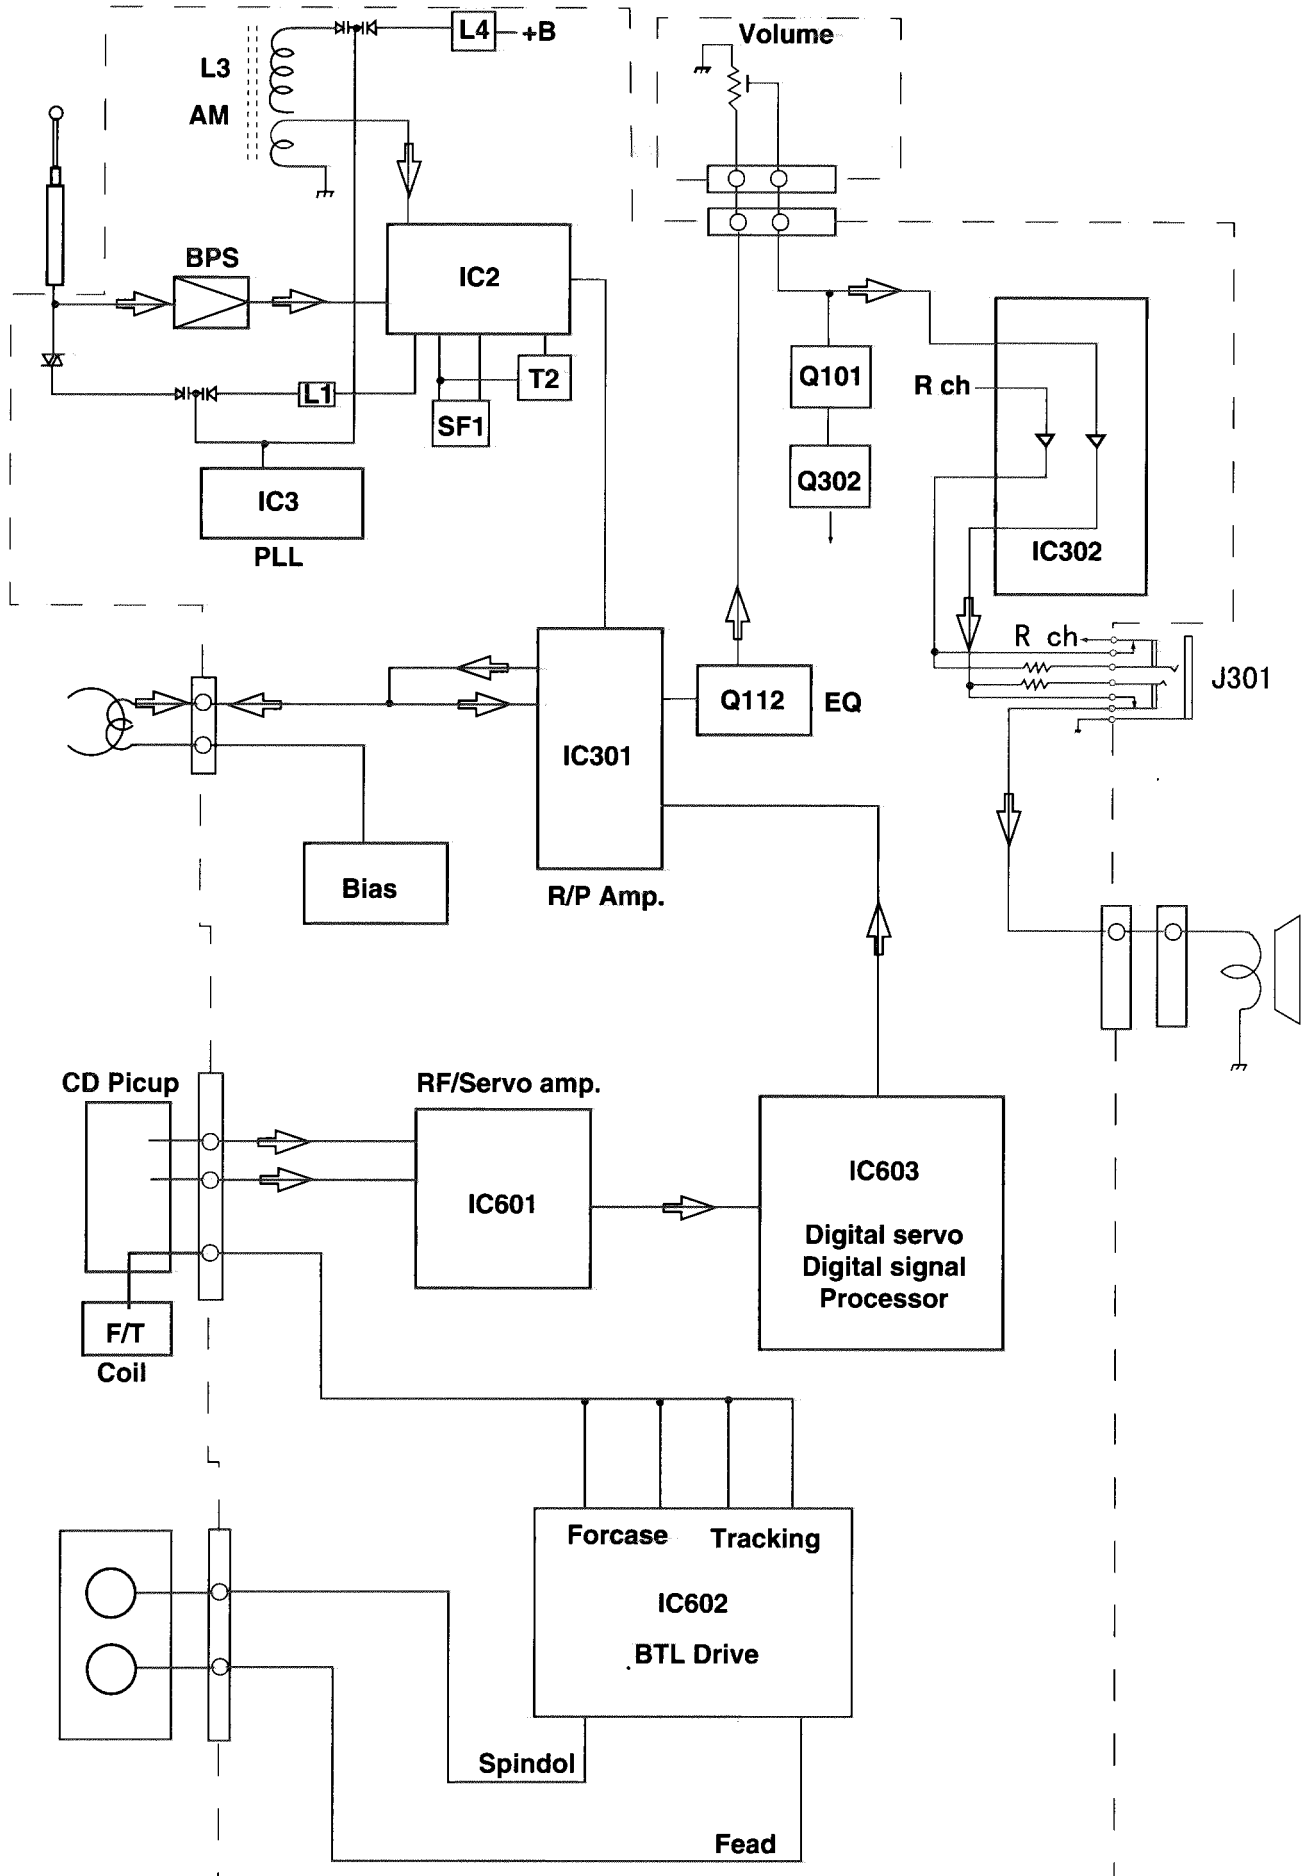 L4
+B
Volume
L3
AM
BPS
IC2
T2
L1
SF1
IC3
PLL
Q101
R ch
Q302
IC302
R ch
J301
Q112
EQ
IC301
Bias
R/P Amp.
CD Picup
RF/Servo amp.
IC601
IC603
Digital servo
Digital signal
Processor
F/T
Coil
Forcase
Tracking
IC602
BTL Drive
Spindol
Fead